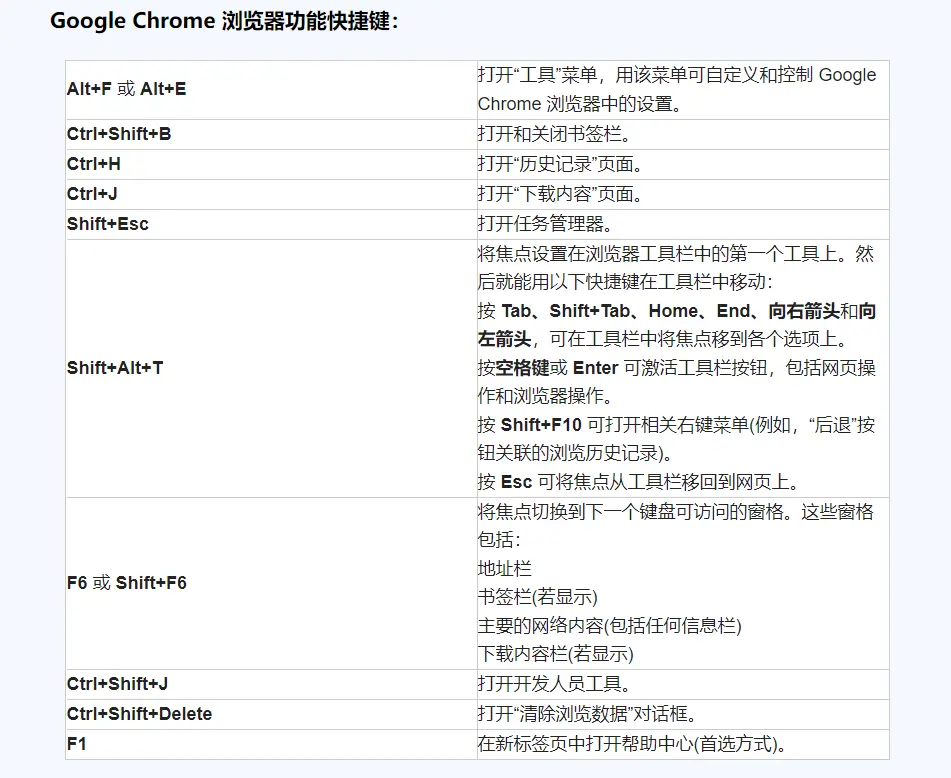 Google Chrome 浏览器功能快捷键：
Alt+F 或 Alt+E
打开“工具”菜单，用该菜单可自定义和控制 Google
Chrome 浏览器中的设置。
Ctrl+Shift+B
打开和关闭书签栏。
Ctrl+H
打开“历史记录”页面。
Ctrl+J
打开“下载内容”页面。
Shift+Esc
打开任务管理器。
Shift+Alt+T
将焦点设置在浏览器工具栏中的第一个工具上。然
后就能用以下快捷键在工具栏中移动：
按 Tab、Shift+Tab、Home、End、向右箭头和向
左箭头，可在工具栏中将焦点移到各个选项上。
按空格键或 Enter 可激活工具栏按钮，包括网页操
作和浏览器操作。
按 Shift+F10 可打开相关右键菜单(例如，“后退”按
钮关联的浏览历史记录)。
按 Esc 可将焦点从工具栏移回到网页上。
F6 或 Shift+F6
将焦点切换到下一个键盘可访问的窗格。这些窗格
包括：
地址栏
书签栏(若显示)
主要的网络内容(包括任何信息栏)
下载内容栏(若显示)
Ctrl+Shift+J
打开开发人员工具。
Ctrl+Shift+Delete
打开“清除浏览数据”对话框。
F1
在新标签页中打开帮助中心(首选方式)。